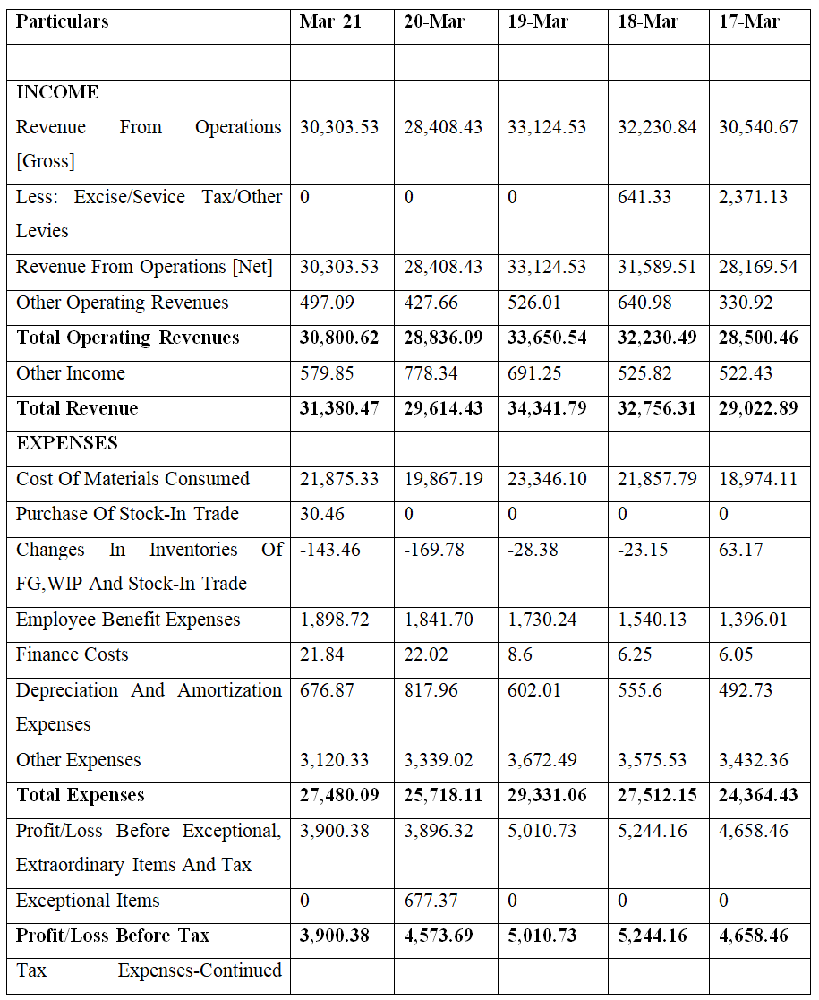 Particulars Mar 21 20-Mar 19-Mar 18-Mar 17-Mar
INCOME
Revenue From Operations 30,303.53 28,408.43 33,124.53 32,230.84 30,540.67
[Gross]
Less: Excise/Sevice Tax/Other 0 0 0 641.33 2,371.13
Levies
Revenue From Operations [Net] 30,303.53 28,408.43 33,124.53 31,589.51 28,169.54
Other Operating Revenues 497.09 427.66 526.01 640.98 330.92
Total Operating Revenues 30,800.62 28,836.09 33,650.54 32,230.49 28,500.46
Other Income 579.85 778.34 691.25 525.82 522.43
Total Revenue 31,380.47 29,614.43 34,341.79 32,756.31 29,022.89
EXPENSES
Cost Of Materials Consumed 21,875.33 19,867.19 23,346.10 21,857.79 18,974.11
Purchase Of Stock-In Trade 30.46 0 0 0 0
Changes In Inventories Of -143.46 -169.78 -28.38 -23.15 63.17
FG,WIP And Stock-In Trade
Employee Benefit Expenses 1,898.72 1,841.70 1,730.24 1,540.13 1,396.01
Finance Costs 21.84 22.02 8.6 6.25 6.05
Depreciation And Amortization 676.87 817.96 602.01 555.6 492.73
Expenses
Other Expenses 3,120.33 3,339.02 3,672.49 3,575.53 3,432.36
Total Expenses 27,480.09 25,718.11 29,331.06 27,512.15 24,364.43
Profit/Loss Before Exceptional, 3,900.38 3,896.32 5,010.73 5,244.16 4,658.46
Extraordinary Items And Tax
Exceptional Items 0 677.37 0 0 0
Profit/Loss Before Tax 3,900.38 4,573.69 5,010.73 5,244.16 4,658.46
Tax Expenses-Continued